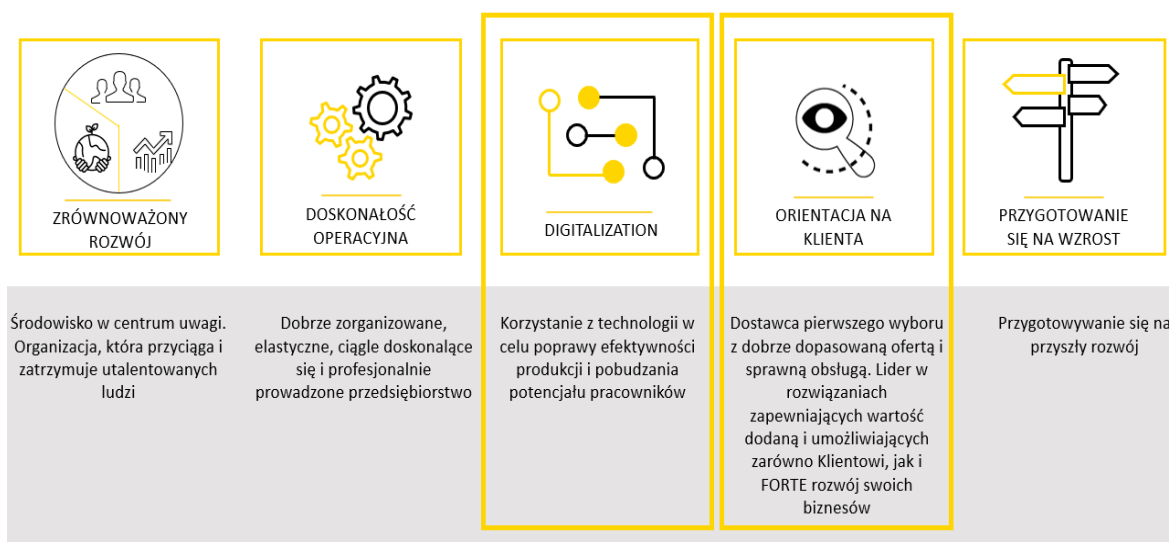 ZRÓWNOWAŻONY
ROZWÓJ
Środowisko w centrum uwagi.
Organizacja, która przyciąga i
zatrzymuje utalentowanych
ludzi
DOSKONAŁOŚĆ
OPERACYJNA
Dobrze zorganizowane,
elastyczne, ciągle doskonalące
się i profesjonalnie
prowadzone przedsiębiorstwo
DIGITALIZATION
Korzystanie z technologii w
celu poprawy efektywności
produkcji i pobudzania
potencjału pracowników
ORIENTACJA NA
KLIENTA
Dostawca pierwszego wyboru
z dobrze dopasowaną ofertą i
sprawną obsługą. Lider w
rozwiązaniach
zapewniających wartość
dodaną i umożliwiających
zarówno Klientowi, jak i
FORTE rozwój swoich
biznesów
PRZYGOTOWANIE
SIĘ NA WZROST
Przygotowywanie się na
przyszły rozwój